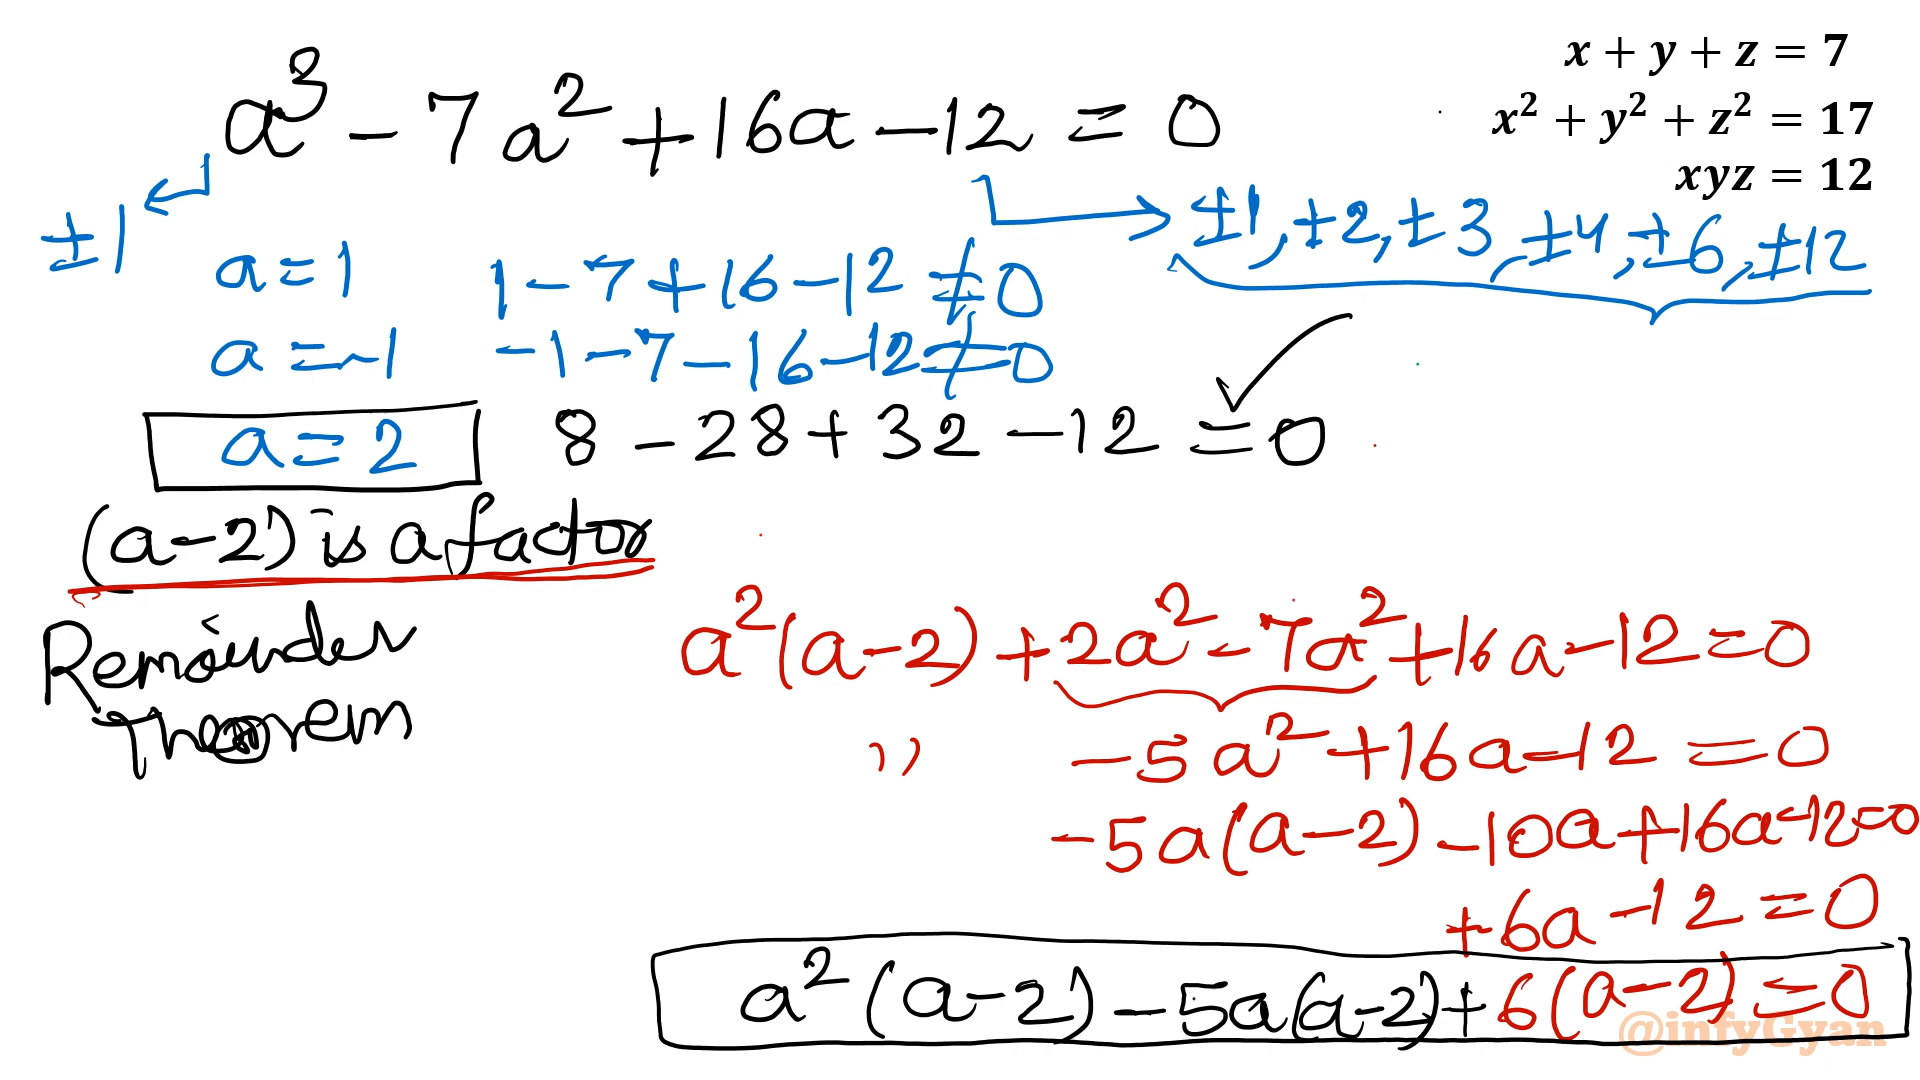 a³ - 7a² + 16a - 12 = 0
x + y + z = 7
x² + y² + z² = 17
xyz = 12
±1
±1, ±2, ±3, ±4, ±6, ±12
a = 1 1 - 7 + 16 - 12 ≠ 0
a = -1 -1 - 7 - 16 - 12 ≠ 0
a = 2 8 - 28 + 32 - 12 = 0
(a-2) is a factor
Remainder
Theorem
a²(a-2) + 2a² - 7a² + 16a - 12 = 0
,, -5a² + 16a - 12 = 0
-5a(a-2) - 10a + 16a - 12 = 0
+ 6a - 12 = 0
a²(a-2) - 5a(a-2) + 6(a-2) = 0
@infyGyan